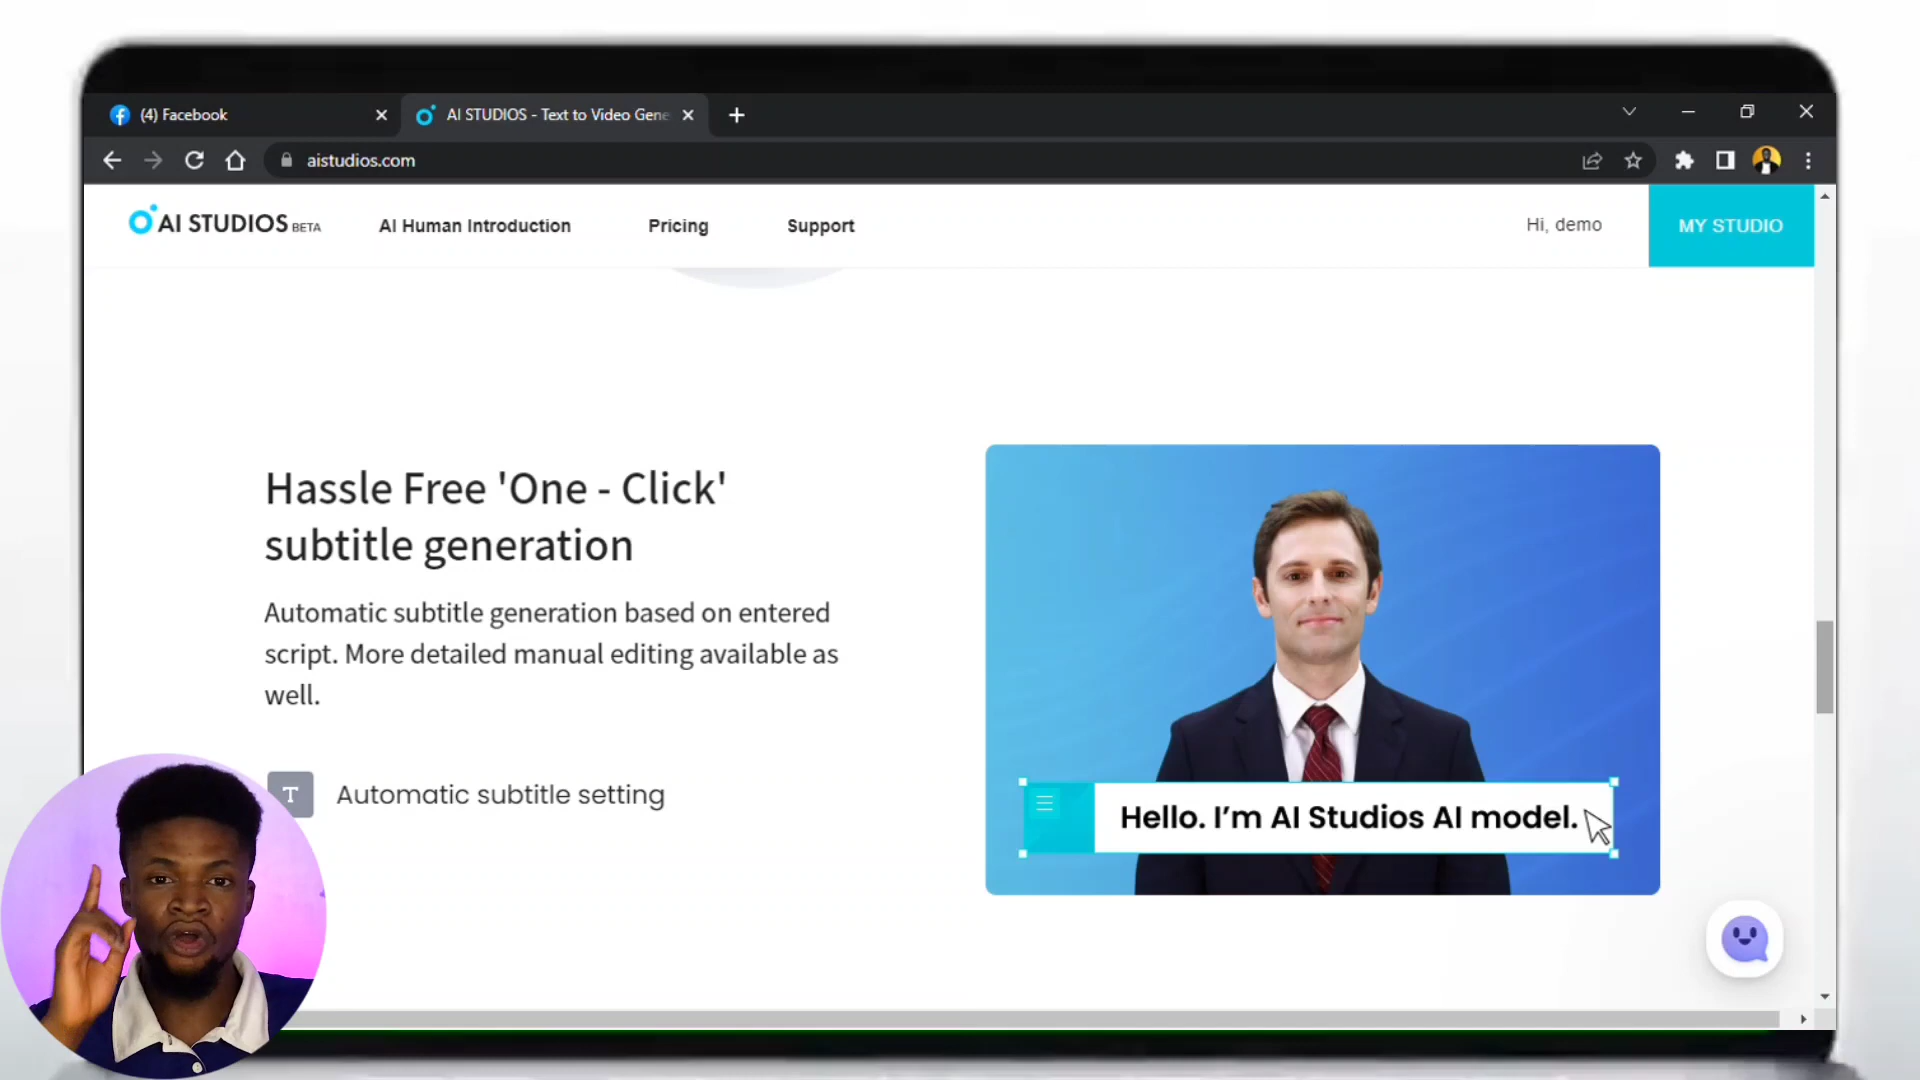 (4) Facebook
AI STUDIOS - Text to Video Gene
aistudios.com
AI STUDIOS BETA
AI Human Introduction
Pricing
Support
Hi, demo
MY STUDIO
Hassle Free 'One - Click'
subtitle generation
Automatic subtitle generation based on entered
script. More detailed manual editing available as
well.
T
Automatic subtitle setting
Hello. I'm AI Studios AI model.